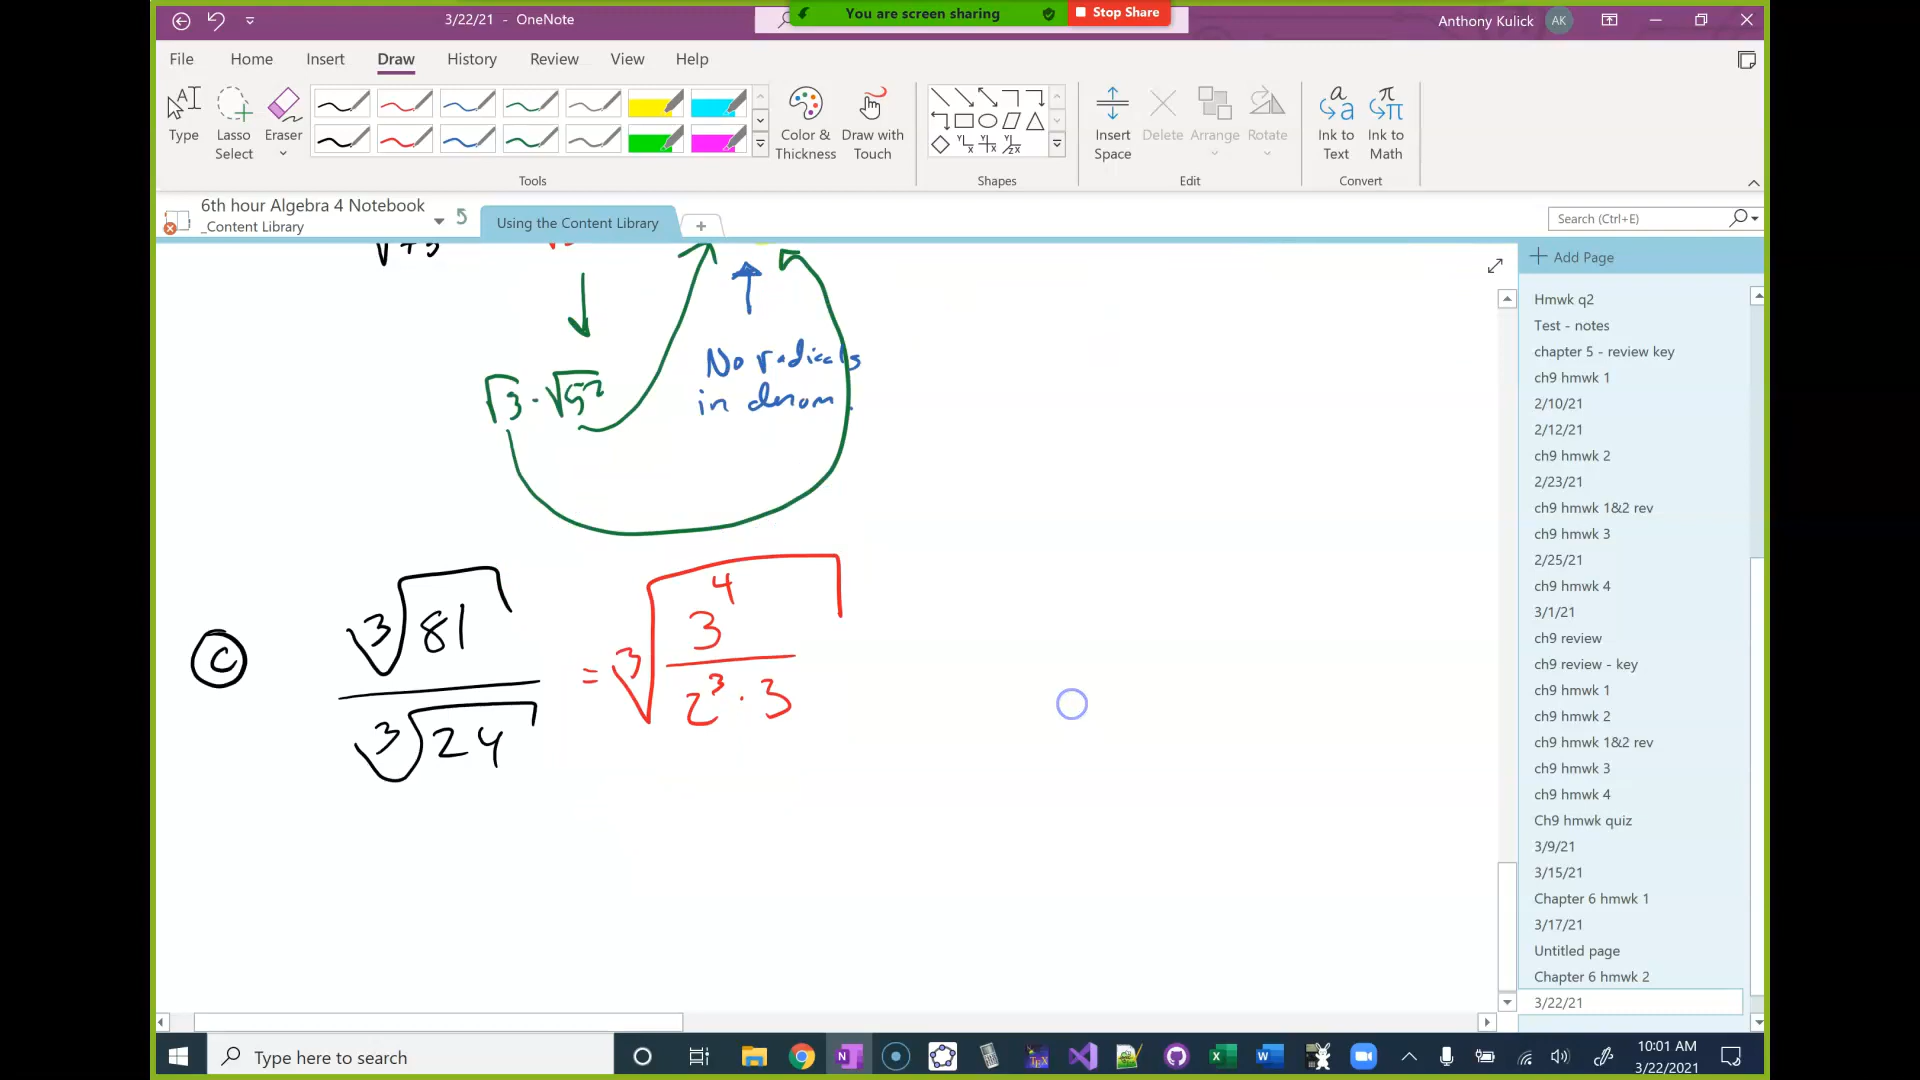 3/22/21 - OneNote
You are screen sharing
Stop Share
Anthony Kulick
AK
File Home Insert Draw History Review View Help
Type
Lasso Select
Eraser
Color & Thickness
Draw with Touch
Insert Space
Delete
Arrange
Rotate
Ink to Text
Ink to Math
Tools
Shapes
Edit
Convert
6th hour Algebra 4 Notebook
_Content Library
Using the Content Library
Search (Ctrl+E)
Add Page
Hmwk q2
Test - notes
chapter 5 - review key
ch9 hmwk 1
2/10/21
2/12/21
ch9 hmwk 2
2/23/21
ch9 hmwk 1&2 rev
ch9 hmwk 3
2/25/21
ch9 hmwk 4
3/1/21
ch9 review
ch9 review - key
ch9 hmwk 1
ch9 hmwk 2
ch9 hmwk 1&2 rev
ch9 hmwk 3
ch9 hmwk 4
Ch9 hmwk quiz
3/9/21
3/15/21
Chapter 6 hmwk 1
3/17/21
Untitled page
Chapter 6 hmwk 2
3/22/21
No radicals
in denom.
√3 · √5²
Ⓒ ∛81 / ∛24 = ∛(3⁴ / (2³ · 3))
Type here to search
10:01 AM
3/22/2021